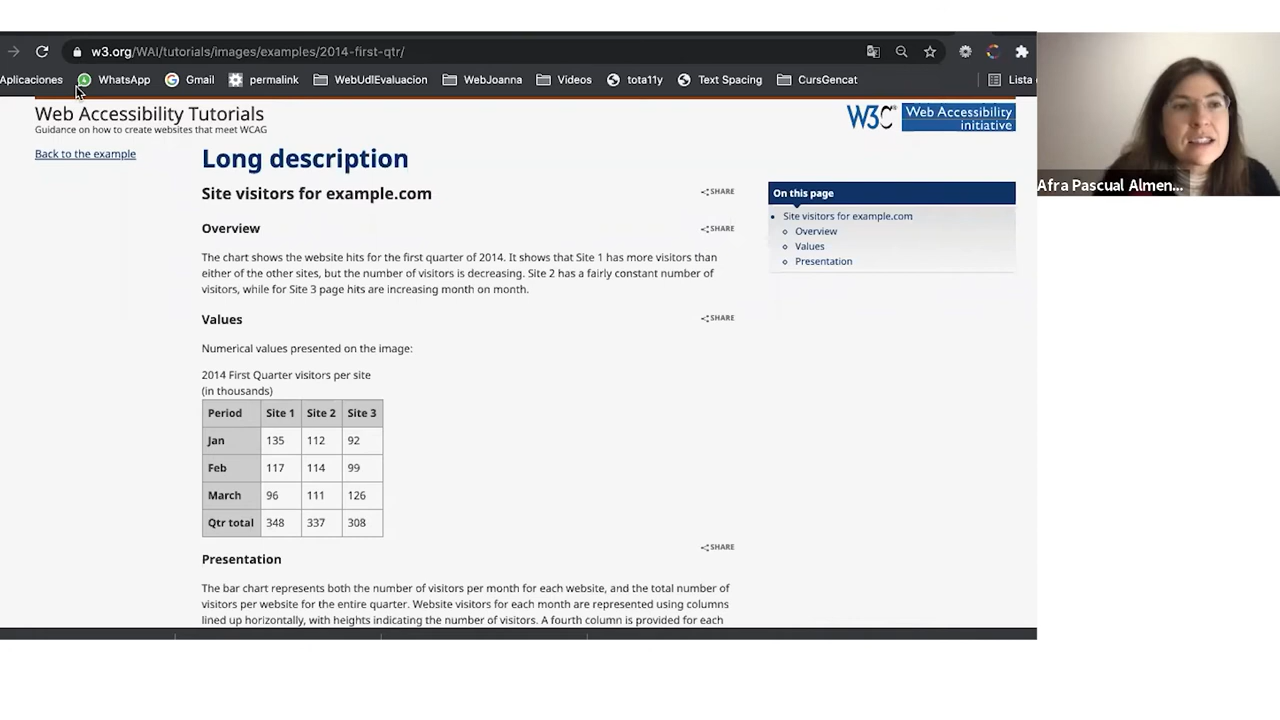 w3.org/WAI/tutorials/images/examples/2014-first-qtr/
Aplicaciones WhatsApp Gmail permalink WebUdlEvaluacion WebJoanna Videos tota11y Text Spacing CursGencat Lista
Web Accessibility Tutorials
Guidance on how to create websites that meet WCAG
W3C® Web Accessibility
initiative
Back to the example
Long description
Site visitors for example.com
SHARE
Overview
SHARE
The chart shows the website hits for the first quarter of 2014. It shows that Site 1 has more visitors than
either of the other sites, but the number of visitors is decreasing. Site 2 has a fairly constant number of
visitors, while for Site 3 page hits are increasing month on month.
Values
SHARE
Numerical values presented on the image:
2014 First Quarter visitors per site
(in thousands)
Period Site 1 Site 2 Site 3
Jan 135 112 92
Feb 117 114 99
March 96 111 126
Qtr total 348 337 308
Presentation
SHARE
The bar chart represents both the number of visitors per month for each website, and the total number of
visitors per website for the entire quarter. Website visitors for each month are represented using columns
lined up horizontally, with heights indicating the number of visitors. A fourth column is provided for each
On this page
Site visitors for example.com
Overview
Values
Presentation
Afra Pascual Almen...